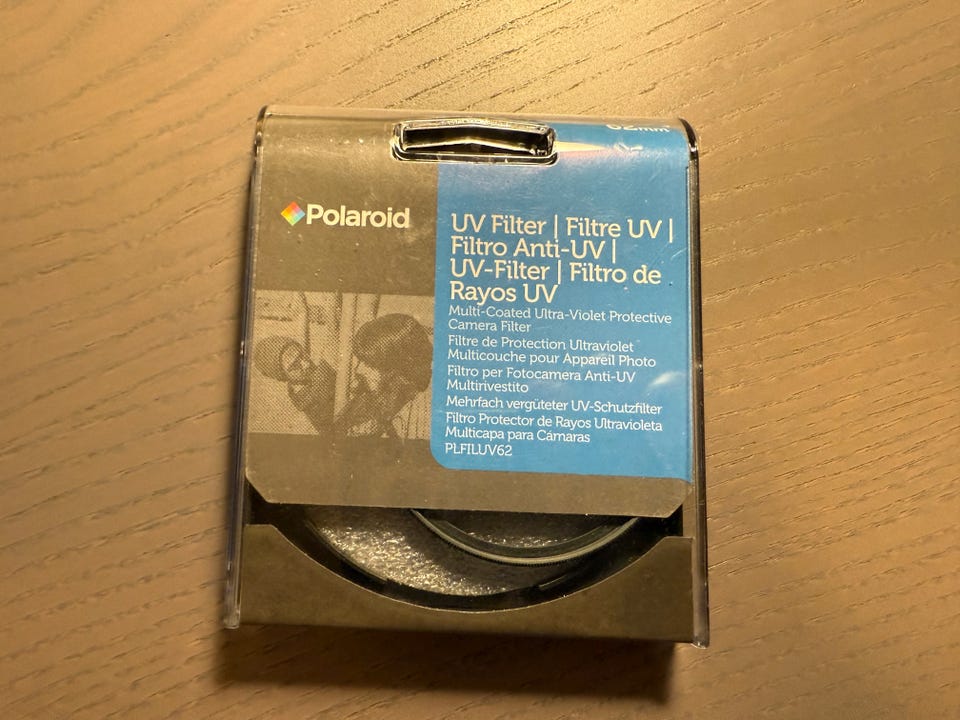 62mm
Polaroid
UV Filter | Filtre UV |
Filtro Anti-UV |
UV-Filter | Filtro de
Rayos UV
Multi-Coated Ultra-Violet Protective
Camera Filter
Filtre de Protection Ultraviolet
Multicouche pour Appareil Photo
Filtro per Fotocamera Anti-UV
Multirivestito
Mehrfach vergüteter UV-Schutzfilter
Filtro Protector de Rayos Ultravioleta
Multicapa para Cámaras
PLFILUV62